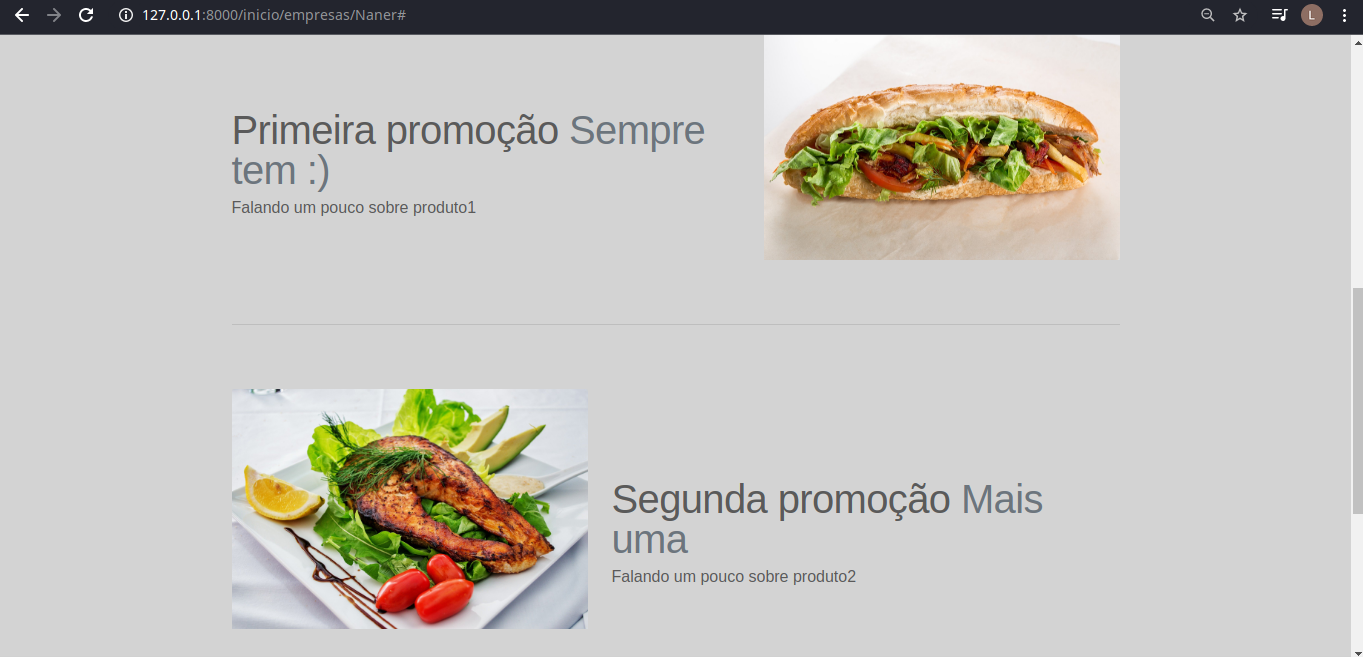 127.0.0.1:8000/inicio/empresas/Naner#
L
Primeira promoção Sempre
tem :)
Falando um pouco sobre produto1
Segunda promoção Mais
uma
Falando um pouco sobre produto2